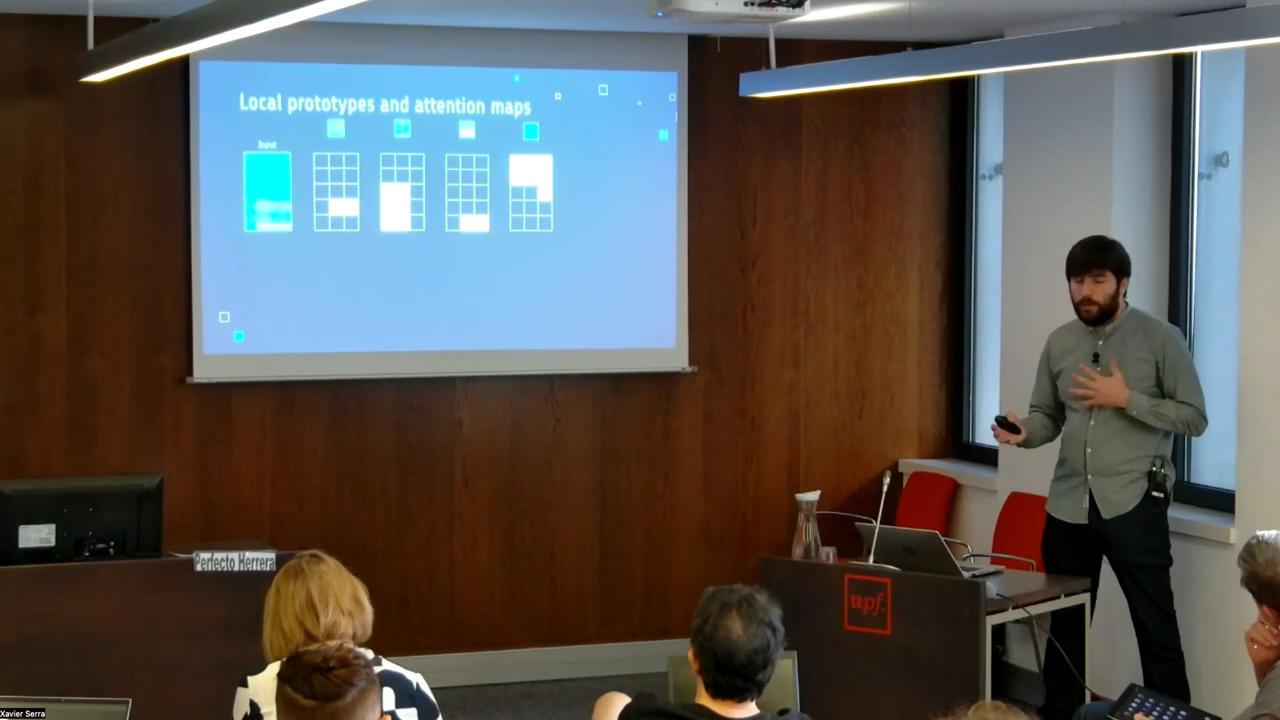 Local prototypes and attention maps
Input
Perfecto Herrera
upf.
Xavier Serra